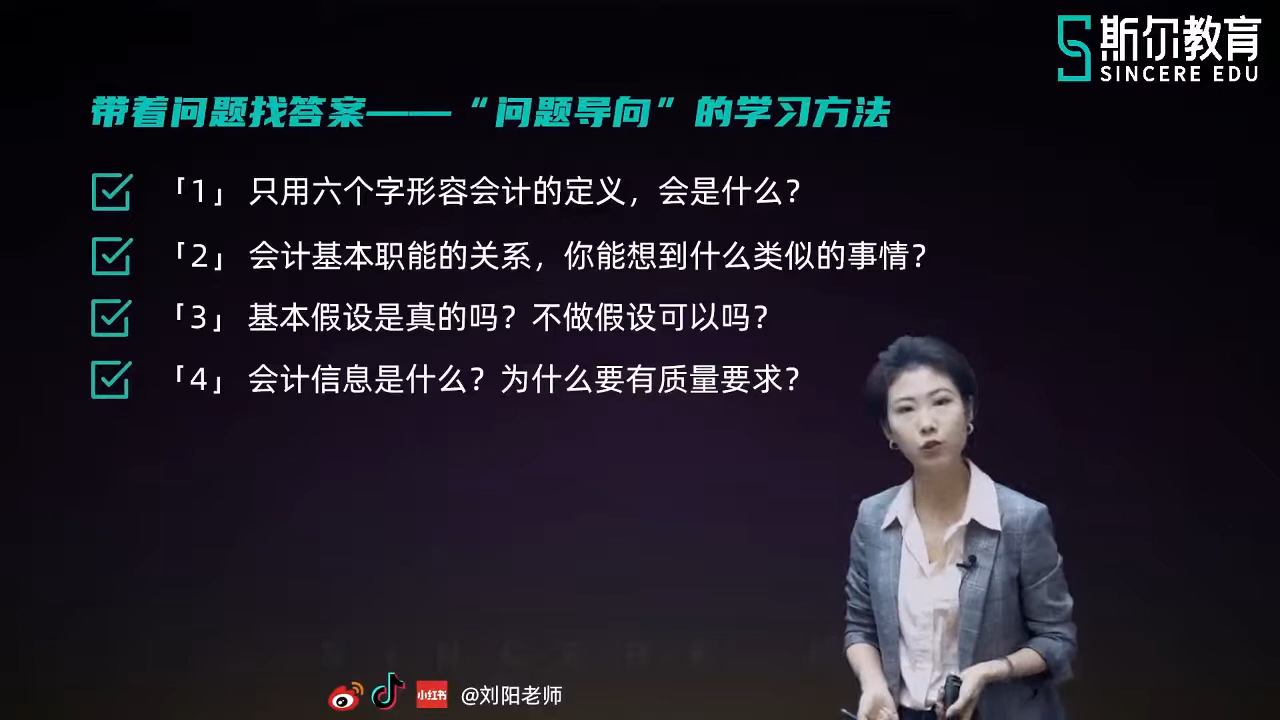 斯尔教育
SINCERE EDU
带着问题找答案——“问题导向”的学习方法
「1」 只用六个字形容会计的定义，会是什么？
「2」 会计基本职能的关系，你能想到什么类似的事情？
「3」 基本假设是真的吗？不做假设可以吗？
「4」 会计信息是什么？为什么要有质量要求？
小红书 @刘阳老师